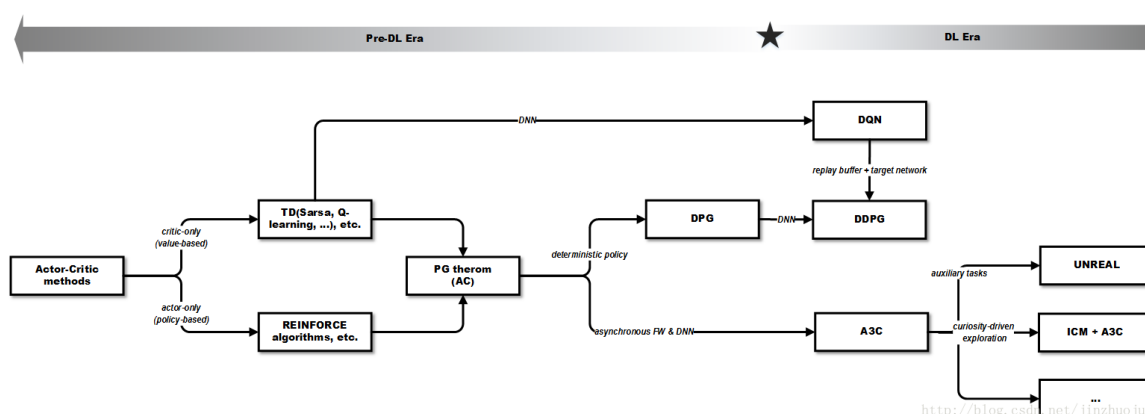 Pre-DL Era
DL Era
DNN
DQN
replay buffer + target network
TD(Sarsa, Q-
learning, ...), etc.
DPG
DNN
DDPG
critic-only
(value-based)
deterministic policy
Actor-Critic
methods
PG therom
(AC)
UNREAL
auxiliary tasks
actor-only
(policy-based)
REINFORCE
algorithms, etc.
asynchronous FW & DNN
A3C
curiosity-driven
exploration
ICM + A3C
...